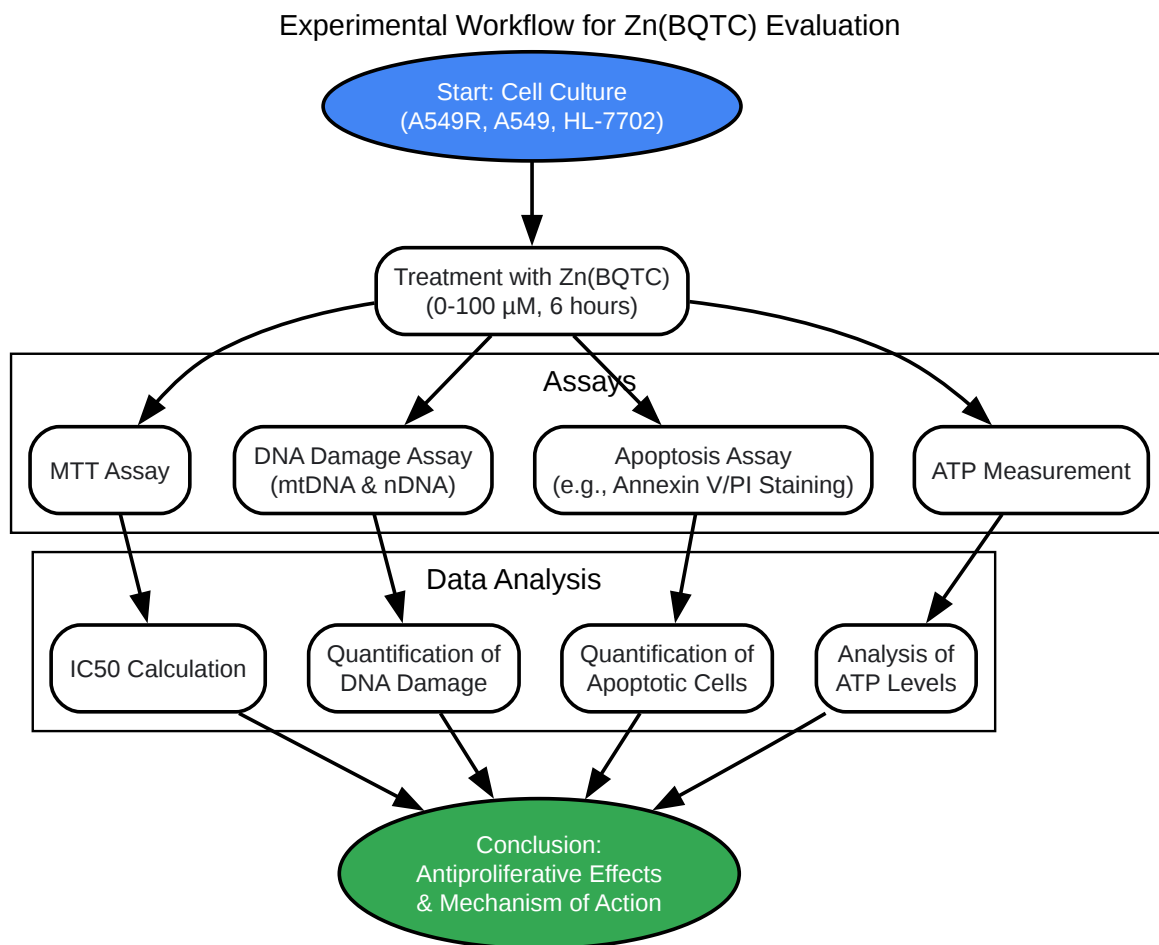 Experimental Workflow for Zn(BQTC) Evaluation
Start: Cell Culture
(A549R, A549, HL-7702)
Treatment with Zn(BQTC)
(0-100 µM, 6 hours)
Assays
MTT Assay
DNA Damage Assay
(mtDNA & nDNA)
Apoptosis Assay
(e.g., Annexin V/PI Staining)
ATP Measurement
Data Analysis
IC50 Calculation
Quantification of
DNA Damage
Quantification of
Apoptotic Cells
Analysis of
ATP Levels
Conclusion:
Antiproliferative Effects
& Mechanism of Action